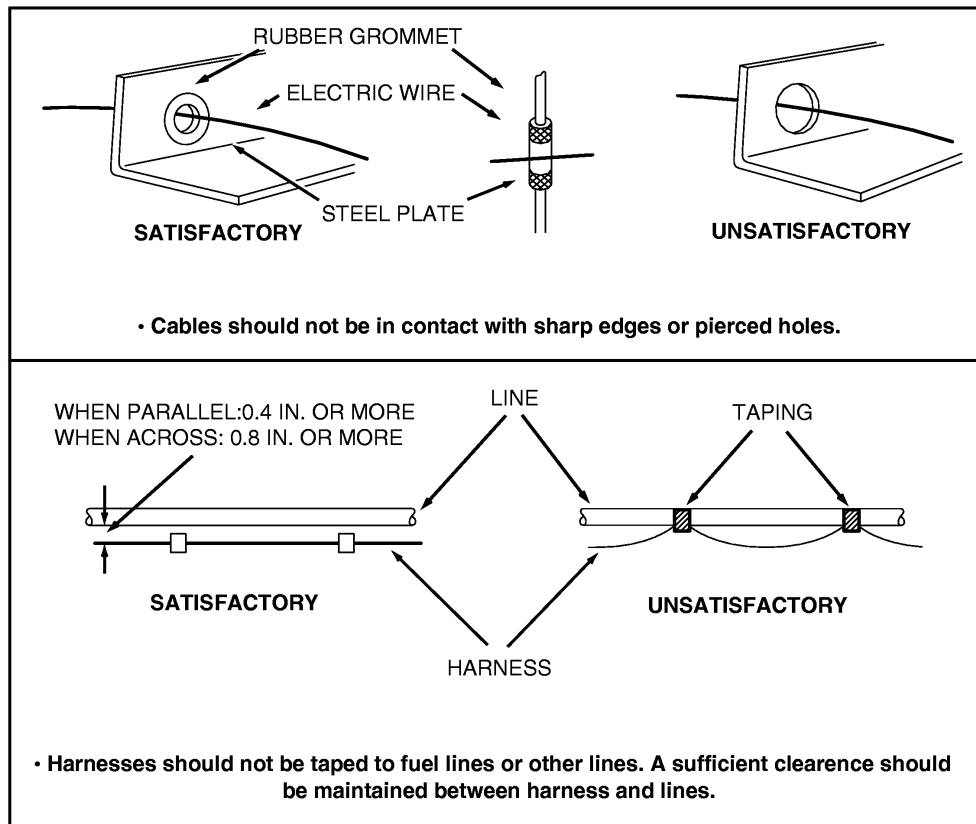 RUBBER GROMMET
ELECTRIC WIRE
STEEL PLATE
SATISFACTORY
UNSATISFACTORY
• Cables should not be in contact with sharp edges or pierced holes.
WHEN PARALLEL:0.4 IN. OR MORE
WHEN ACROSS: 0.8 IN. OR MORE
LINE
TAPING
SATISFACTORY
UNSATISFACTORY
HARNESS
• Harnesses should not be taped to fuel lines or other lines. A sufficient clearence should
be maintained between harness and lines.